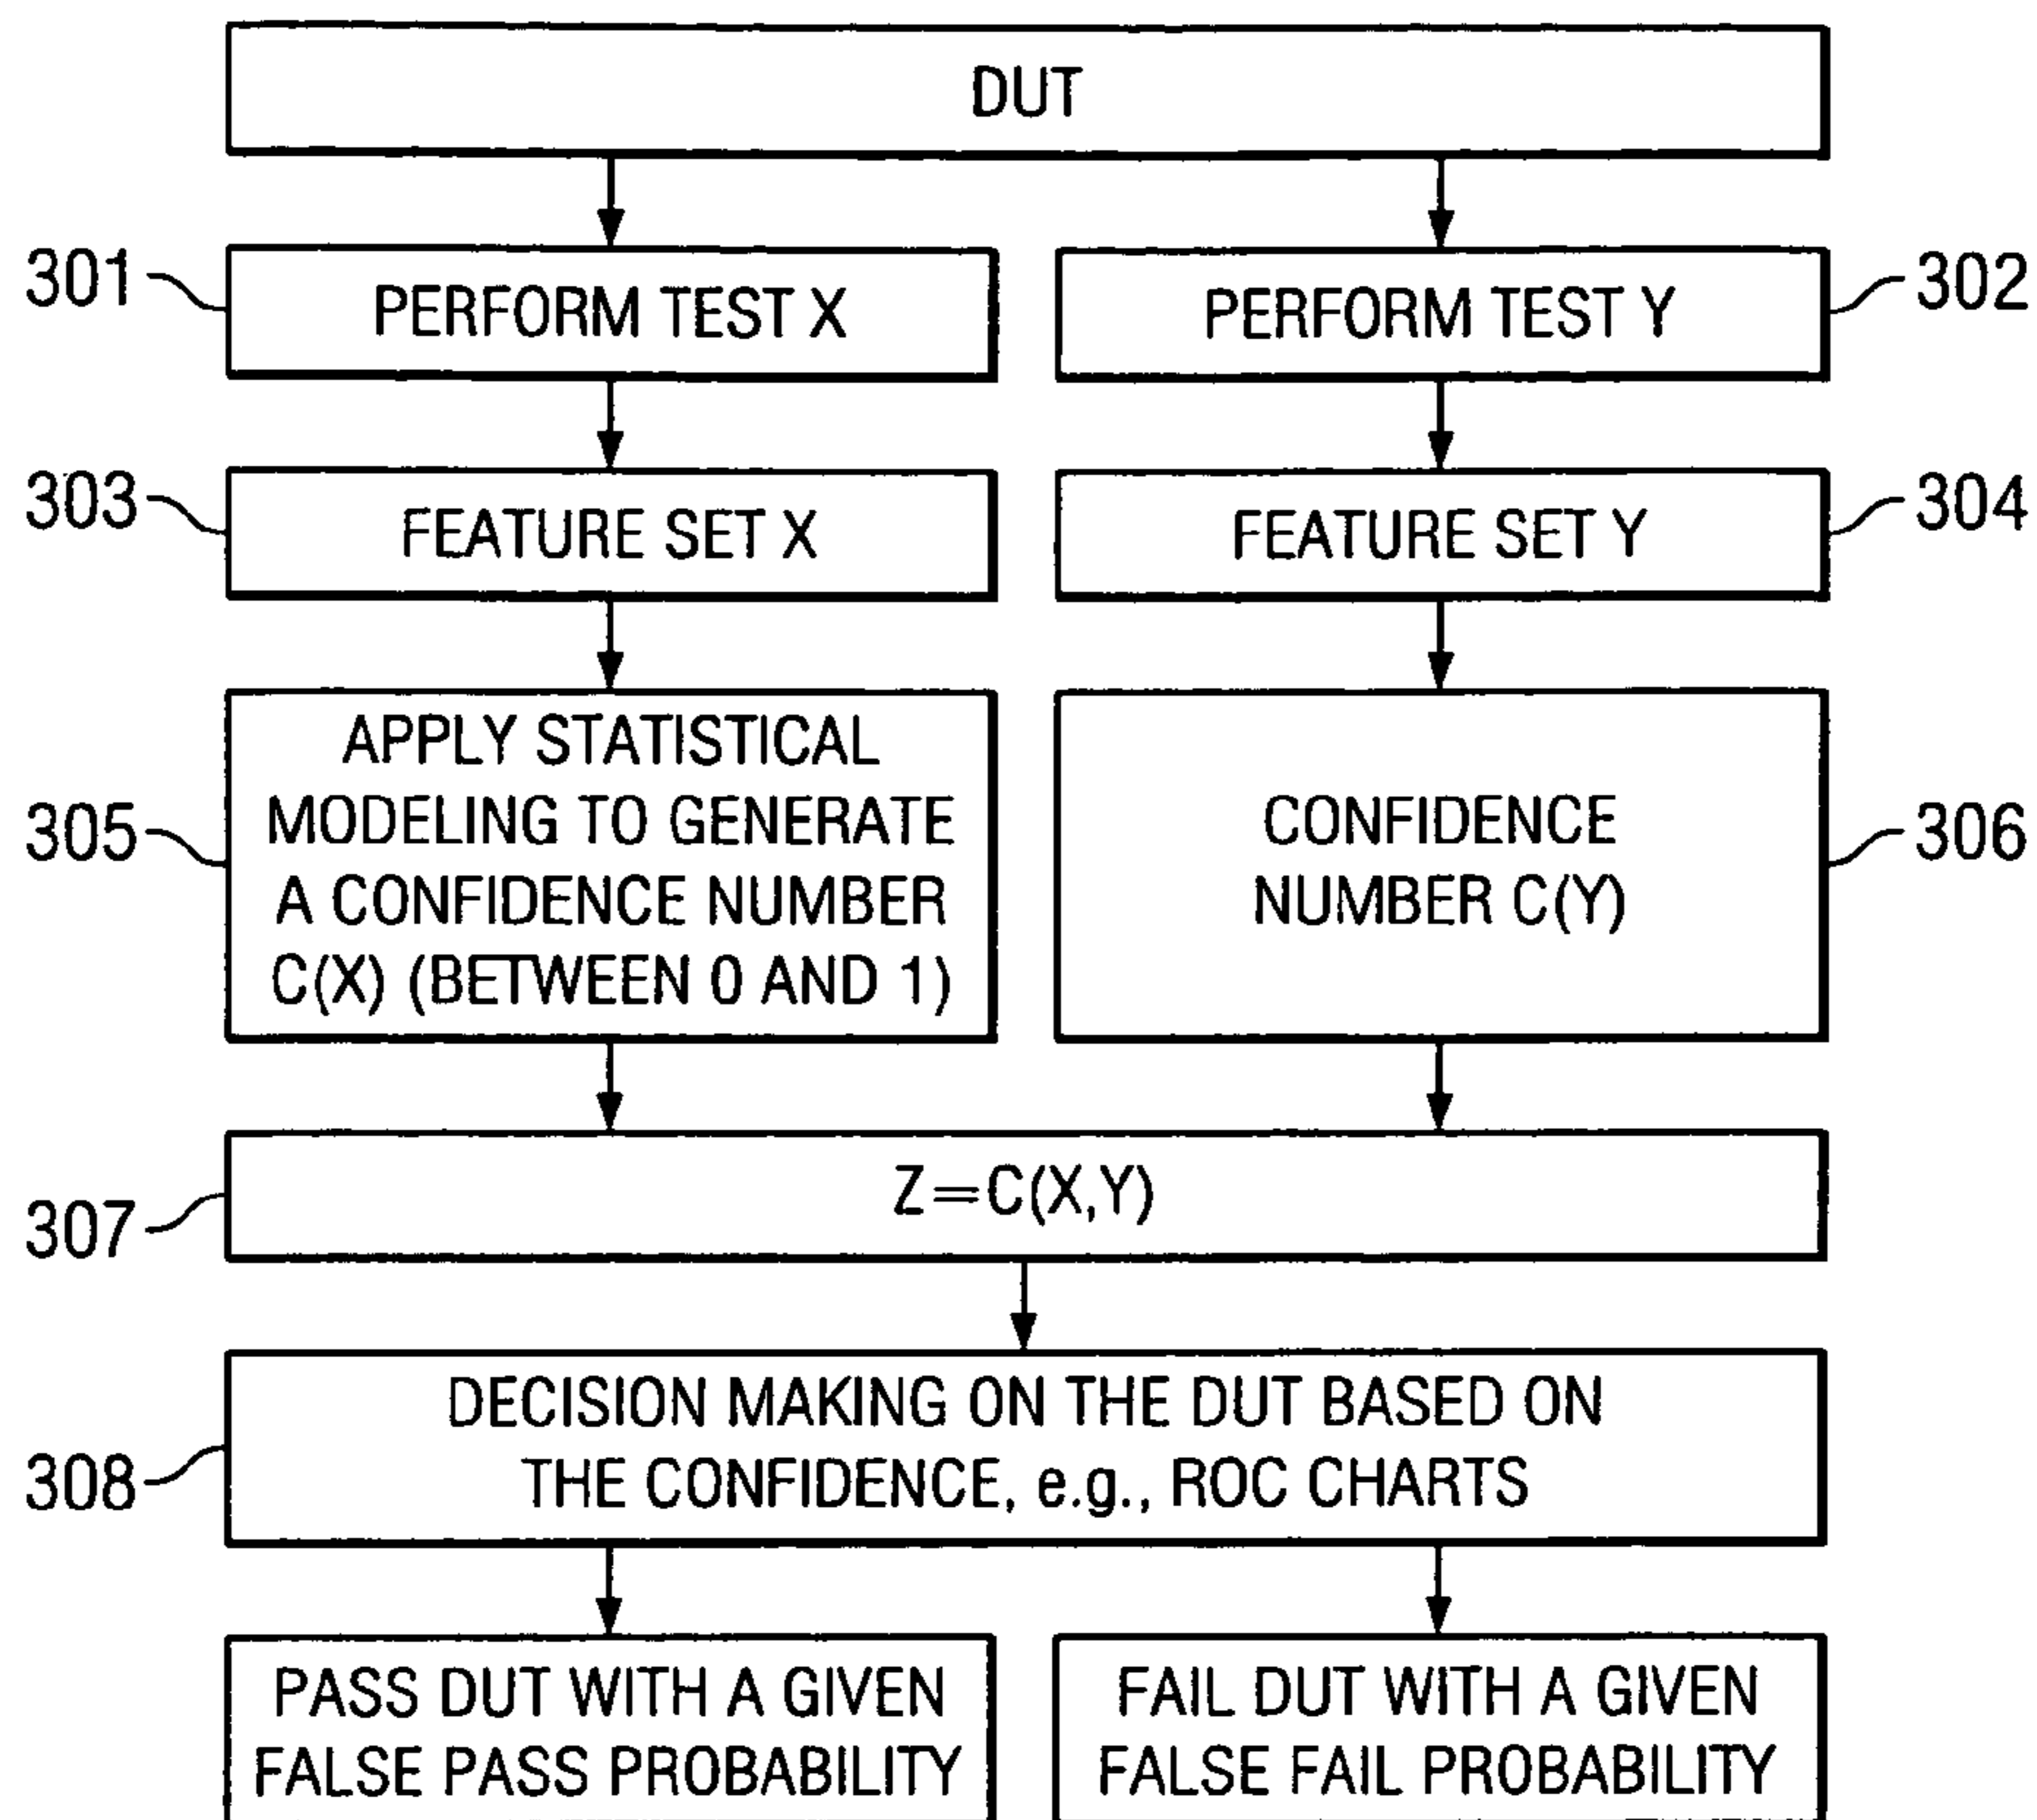 DUT
301
PERFORM TEST X
PERFORM TEST Y
302
303
FEATURE SET X
FEATURE SET Y
304
305
APPLY STATISTICAL
MODELING TO GENERATE
A CONFIDENCE NUMBER
C(X) (BETWEEN 0 AND 1)
CONFIDENCE
NUMBER C(Y)
306
307
Z=C(X,Y)
308
DECISION MAKING ON THE DUT BASED ON
THE CONFIDENCE, e.g., ROC CHARTS
PASS DUT WITH A GIVEN
FALSE PASS PROBABILITY
FAIL DUT WITH A GIVEN
FALSE FAIL PROBABILITY